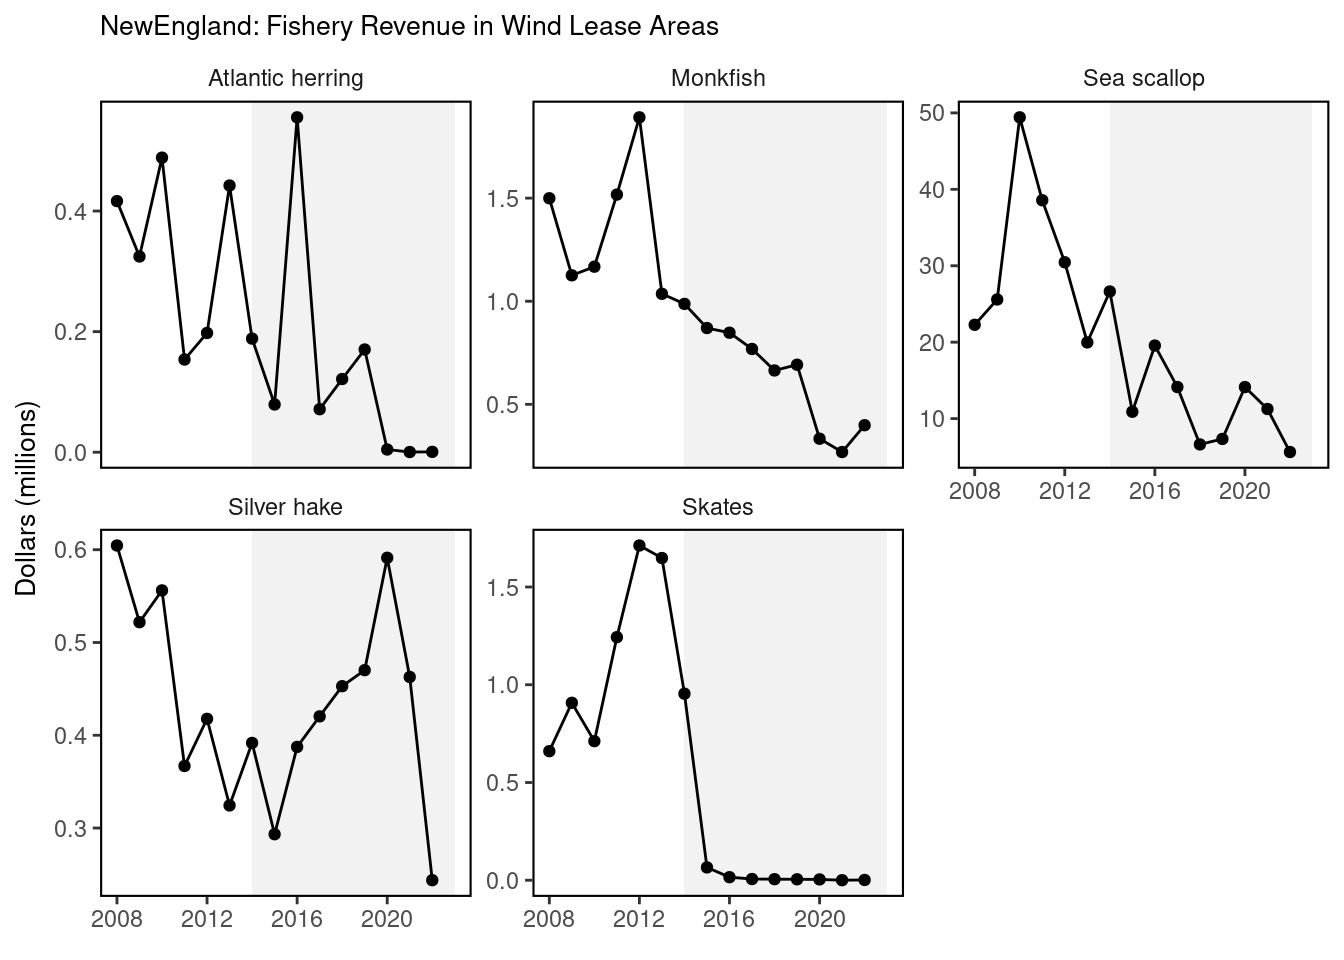 NewEngland: Fishery Revenue in Wind Lease Areas
Dollars (millions)
Atlantic herring
0.4
0.2
0.0
Monkfish
1.5
1.0
0.5
Sea scallop
50
40
30
20
10
2008 2012 2016 2020
Silver hake
0.6
0.5
0.4
0.3
2008 2012 2016 2020
Skates
1.5
1.0
0.5
0.0
2008 2012 2016 2020